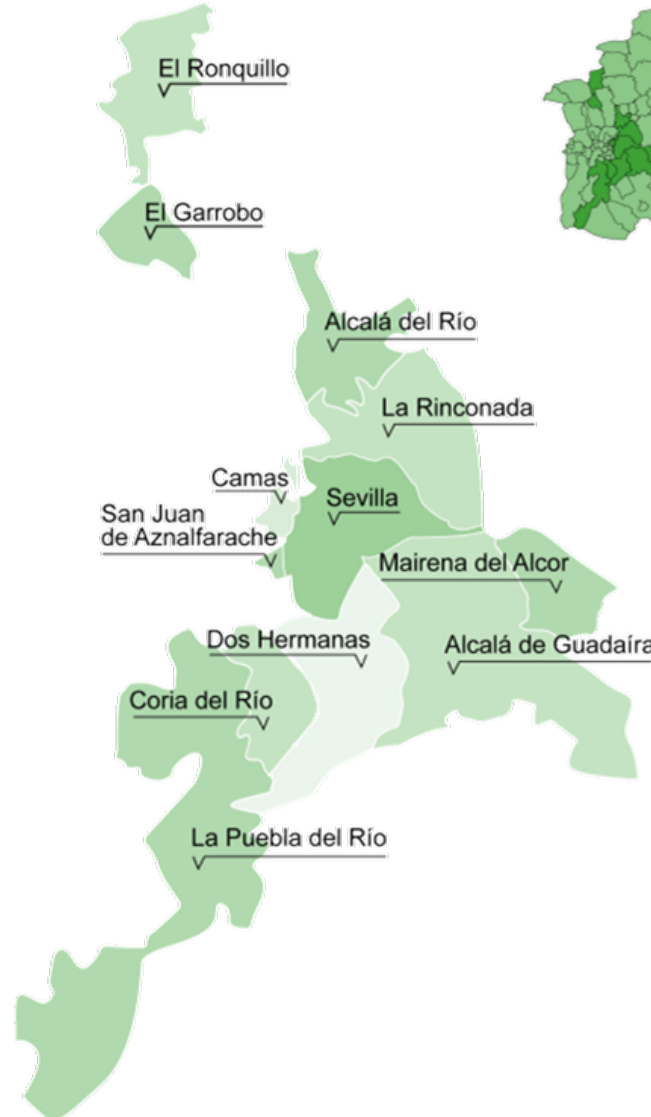 El Ronquillo
El Garrobo
Alcalá del Río
La Rinconada
Camas
Sevilla
San Juan
de Aznalfarache
Mairena del Alcor
Dos Hermanas
Alcalá de Guadaíra
Coria del Río
La Puebla del Río